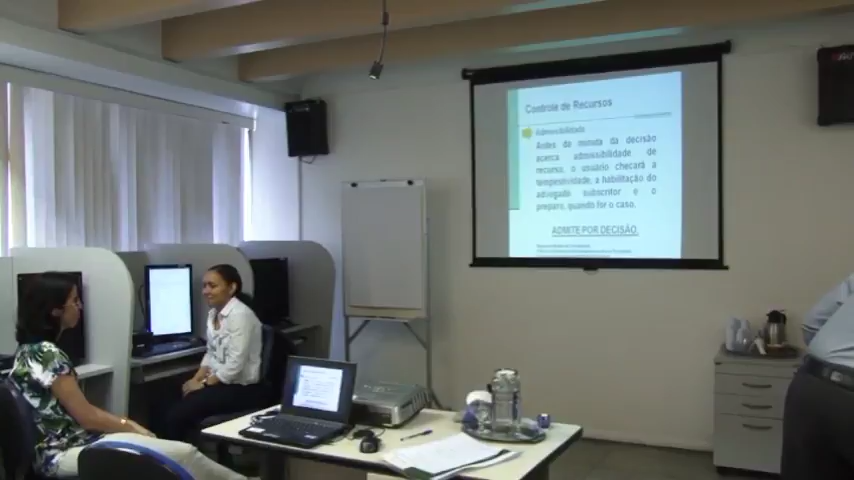 Controle de Recursos
Admissibilidade
Antes da minuta da decisão
acerca admissibilidade de
recurso, o usuário checará a
tempestividade, a habilitação do
advogado subscritor e o
preparo, quando for o caso.
ADMITE POR DECISÃO.